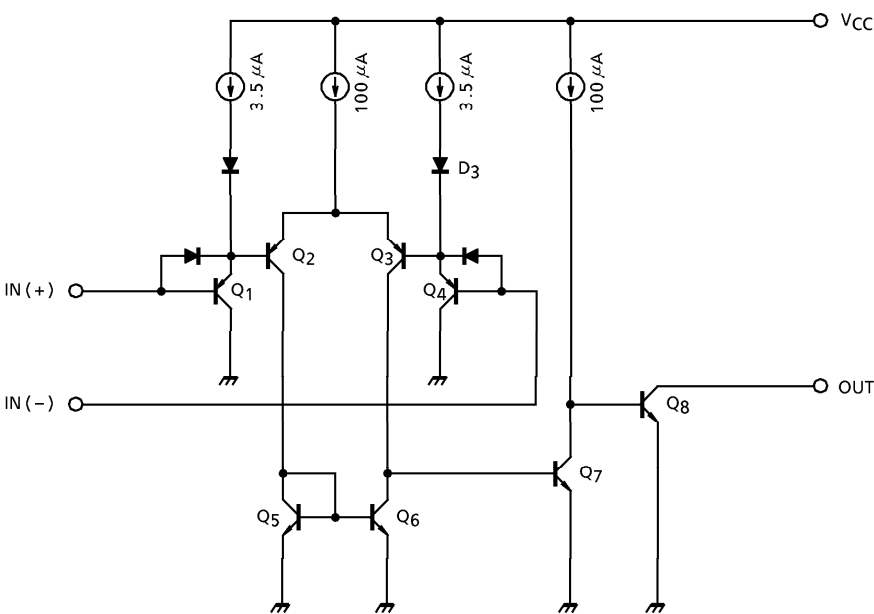 VCC
3.5 μA
100 μA
3.5 μA
100 μA
D3
Q2
Q3
IN (+)
Q1
Q4
OUT
IN (−)
Q8
Q7
Q5
Q6